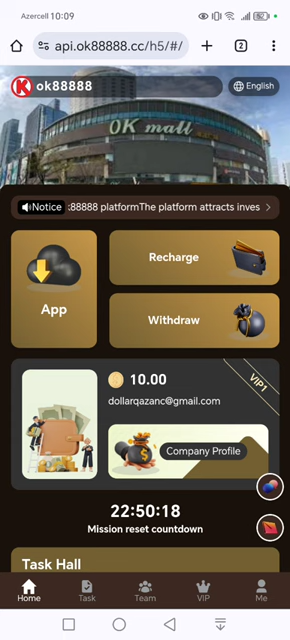 Azercell 10:09
82
api.ok88888.cc/h5/#/
2
ok88888
English
OK mall
Notice :88888 platformThe platform attracts inves
App
Recharge
Withdraw
10.00
VIP1
dollarqazanc@gmail.com
Company Profile
22:50:18
Mission reset countdown
Task Hall
Home Task Team VIP Me